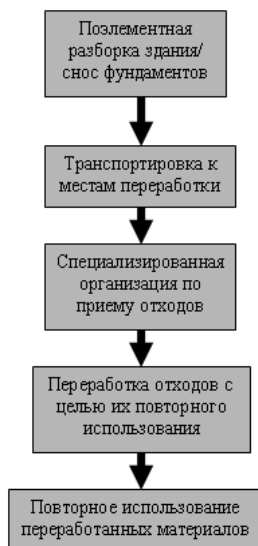 Поэлементная
разборка здания/
снос фундаментов
Транспортировка к
местам переработки
Специализированная
организация по
приему отходов
Переработка отходов с
целью их повторного
использования
Повторное использование
переработанных материалов